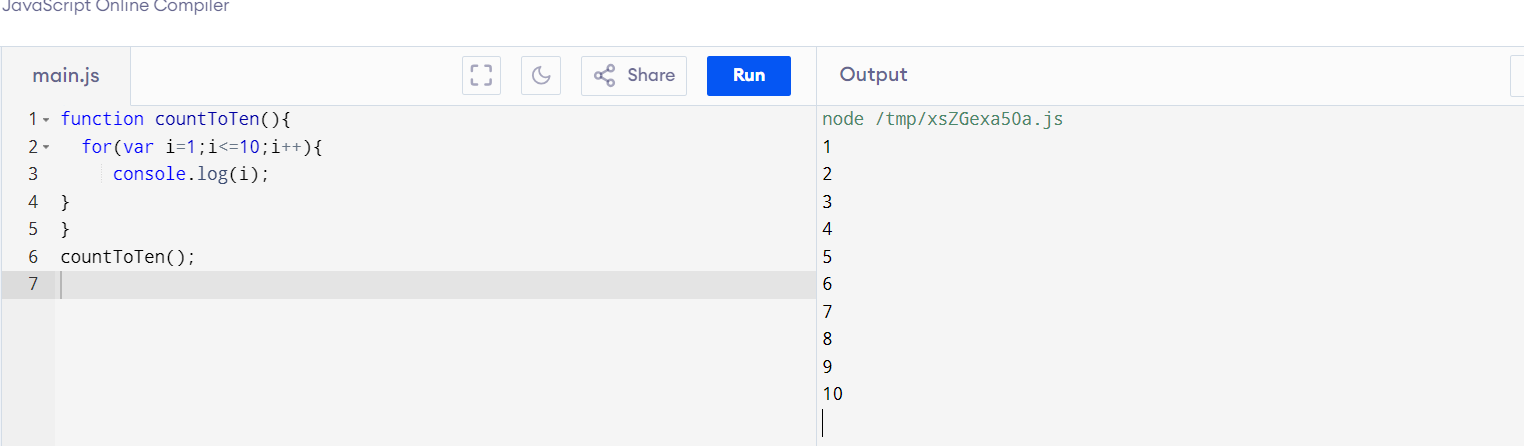 JavaScript Online Compiler
main.js
Share
Run
Output
1 function countToTen(){
2 for(var i=1;i<=10;i++){
3 console.log(i);
4 }
5 }
6 countToTen();
7
node /tmp/xsZGexa50a.js
1
2
3
4
5
6
7
8
9
10